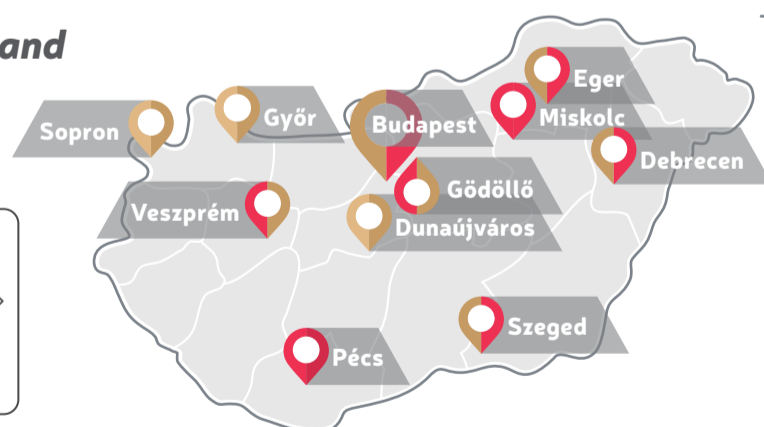 and
Eger
Sopron
Győr
Budapest
Miskolc
Debrecen
Gödöllő
Veszprém
Dunaújváros
Szeged
Pécs